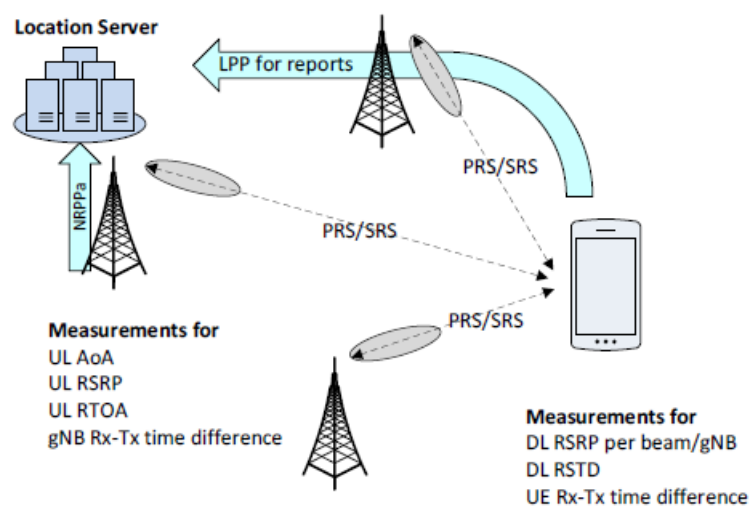 Location Server
LPP for reports
NRPPa
PRS/SRS
PRS/SRS
PRS/SRS
Measurements for
UL AoA
UL RSRP
UL RTOA
gNB Rx-Tx time difference
Measurements for
DL RSRP per beam/gNB
DL RSTD
UE Rx-Tx time difference